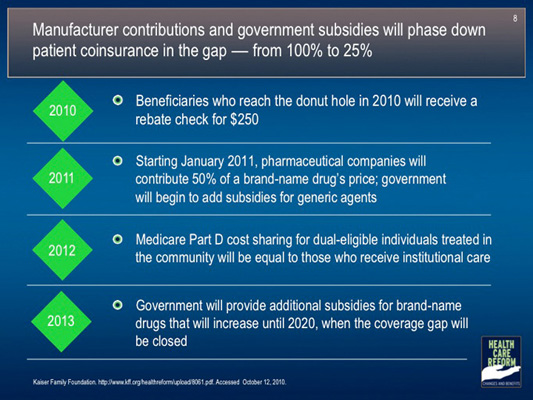 8
Manufacturer contributions and government subsidies will phase down
patient coinsurance in the gap — from 100% to 25%
2010
Beneficiaries who reach the donut hole in 2010 will receive a
rebate check for $250
2011
Starting January 2011, pharmaceutical companies will
contribute 50% of a brand-name drug's price; government
will begin to add subsidies for generic agents
2012
Medicare Part D cost sharing for dual-eligible individuals treated in
the community will be equal to those who receive institutional care
2013
Government will provide additional subsidies for brand-name
drugs that will increase until 2020, when the coverage gap will
be closed
HEALTH
CARE
REFORM
CHANGES AND BENEFITS
Kaiser Family Foundation. http://www.kff.org/healthreform/upload/8061.pdf. Accessed October 12, 2010.